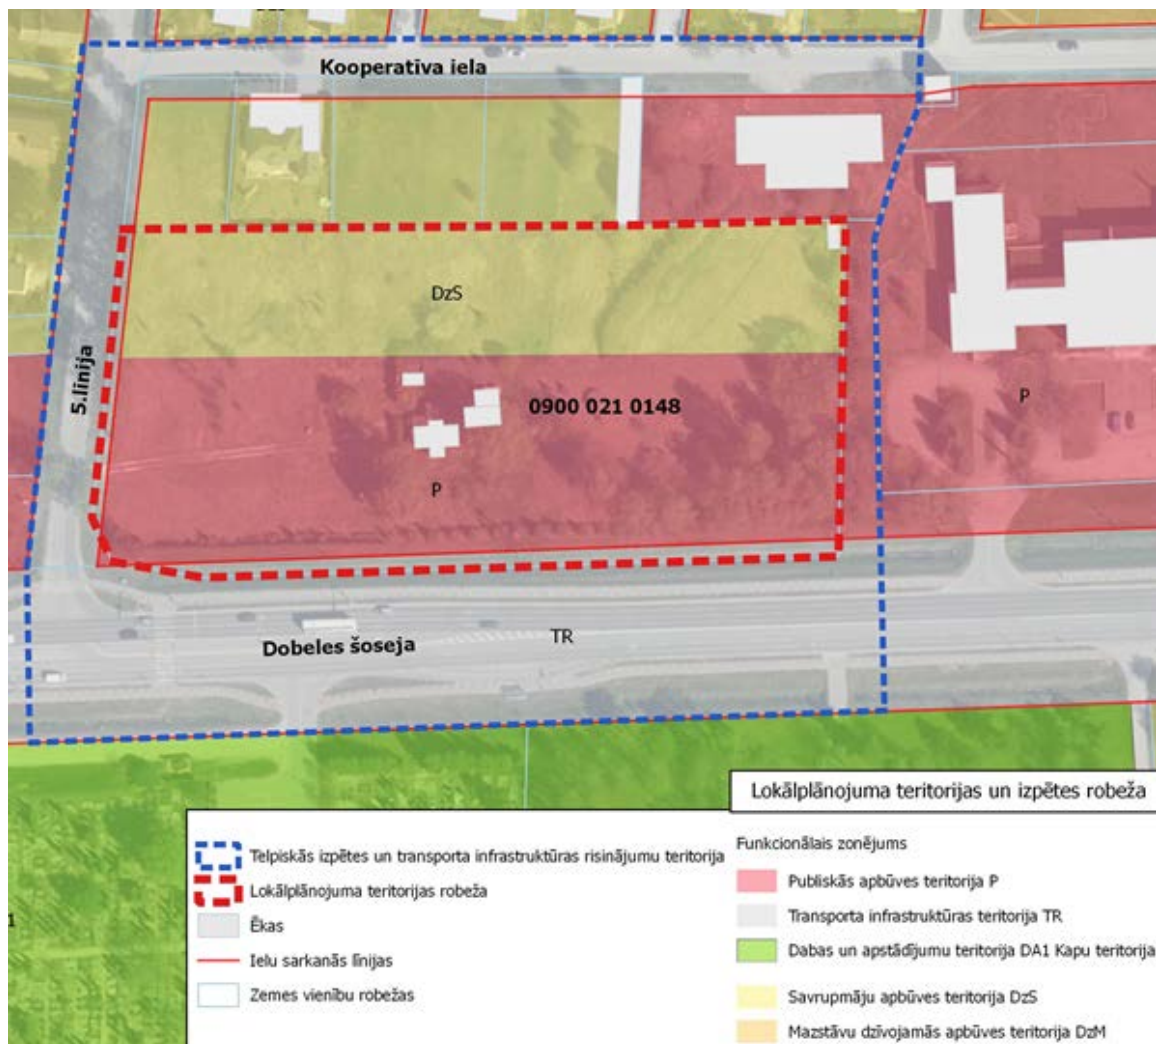 Kooperatīva iela
DzS
5.līnija
0900 021 0148
P
P
Dobeles šoseja
TR
Lokālplānojuma teritorijas un izpētes robeža
Telpiskās izpētes un transporta infrastruktūras risinājumu teritorija
Lokālplānojuma teritorijas robeža
Ēkas
Ielu sarkanās līnijas
Zemes vienību robežas
Funkcionālais zonējums
Publiskās apbūves teritorija P
Transporta infrastruktūras teritorija TR
Dabas un apstādījumu teritorija DA1 Kapu teritorija
Savrupmāju apbūves teritorija DzS
Mazstāvu dzīvojamās apbūves teritorija DzM
1